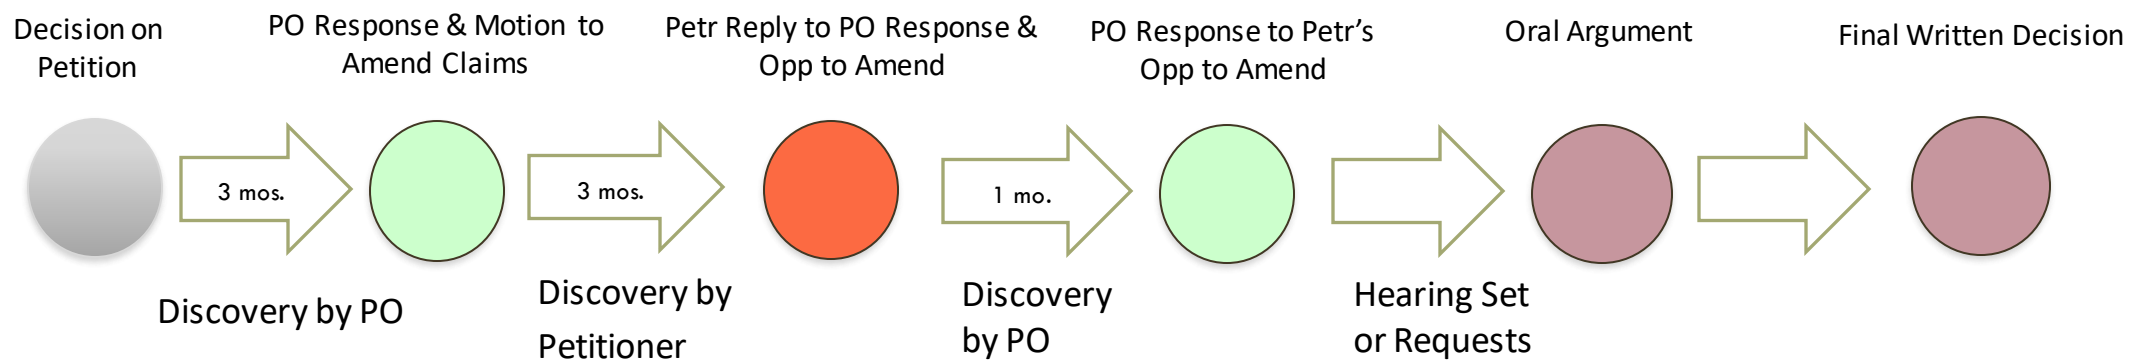 Decision on
Petition
PO Response & Motion to
Amend Claims
Petr Reply to PO Response &
Opp to Amend
PO Response to Petr’s
Opp to Amend
Oral Argument
Final Written Decision
3 mos.
3 mos.
1 mo.
Discovery by PO
Discovery by
Petitioner
Discovery
by PO
Hearing Set
or Requests